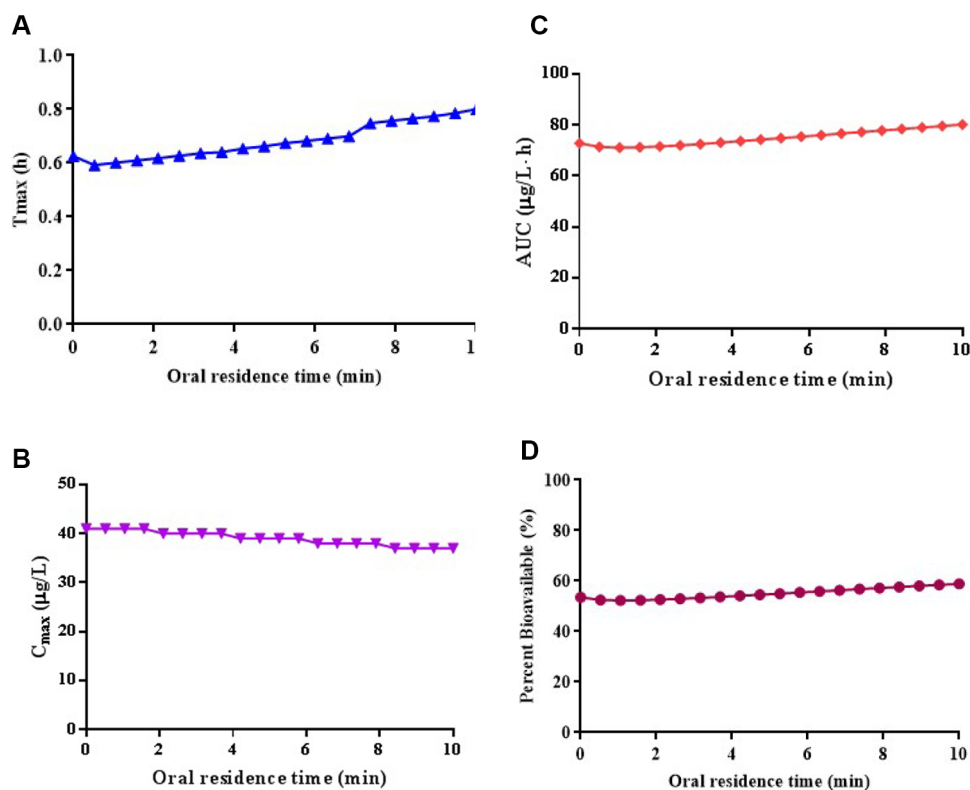 A
Tmax (h)
1.0
0.8
0.6
0.4
0.2
0.0
0 2 4 6 8 1
Oral residence time (min)
C
AUC (µg/L· h)
100
80
60
40
20
0
0 2 4 6 8 10
Oral residence time (min)
B
Cmax (µg/L)
50
40
30
20
10
0
0 2 4 6 8 10
Oral residence time (min)
D
Percent Bioavailable (%)
100
80
60
40
20
0
0 2 4 6 8 10
Oral residence time (min)